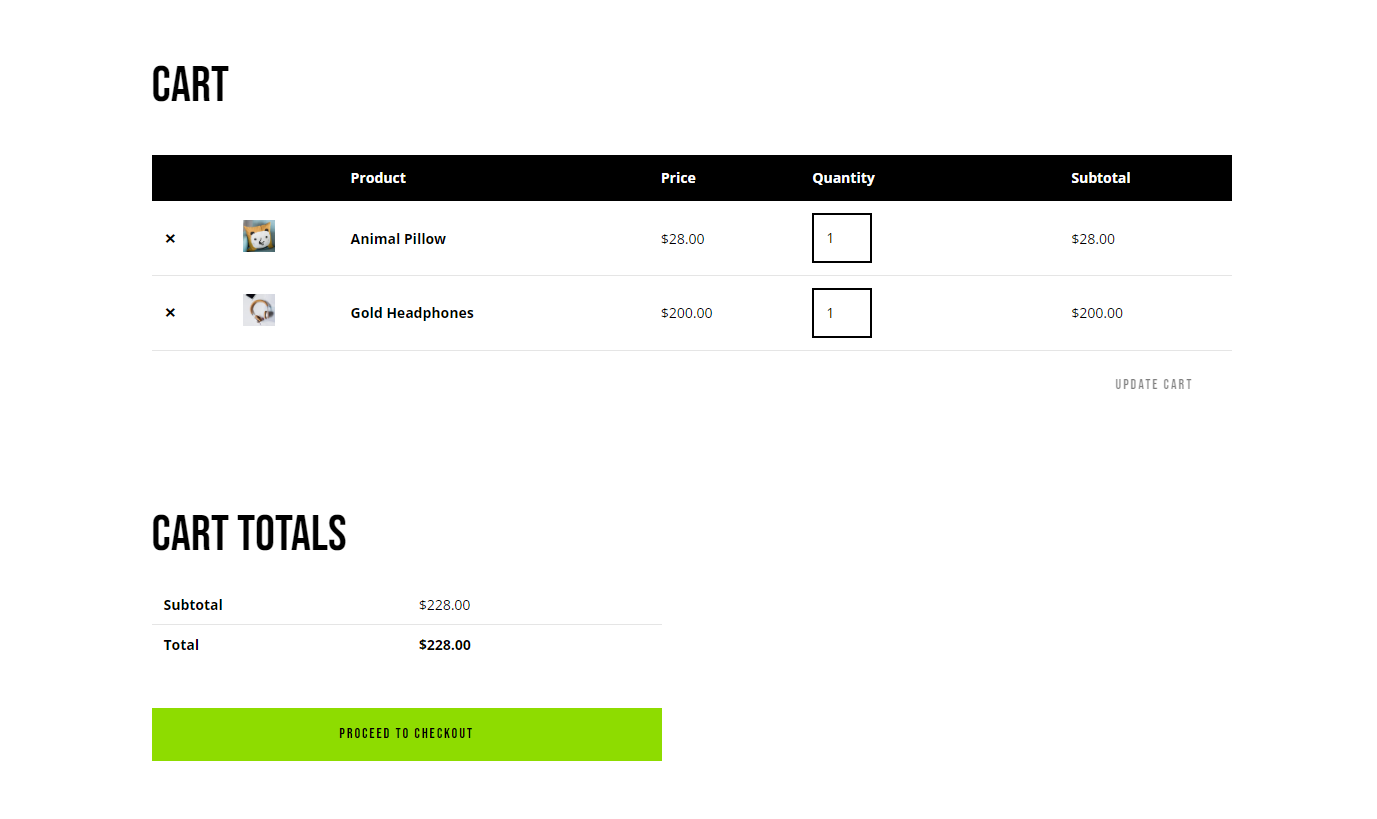 CART
Product Price Quantity Subtotal
× Animal Pillow $28.00 1 $28.00
× Gold Headphones $200.00 1 $200.00
UPDATE CART
CART TOTALS
Subtotal $228.00
Total $228.00
PROCEED TO CHECKOUT